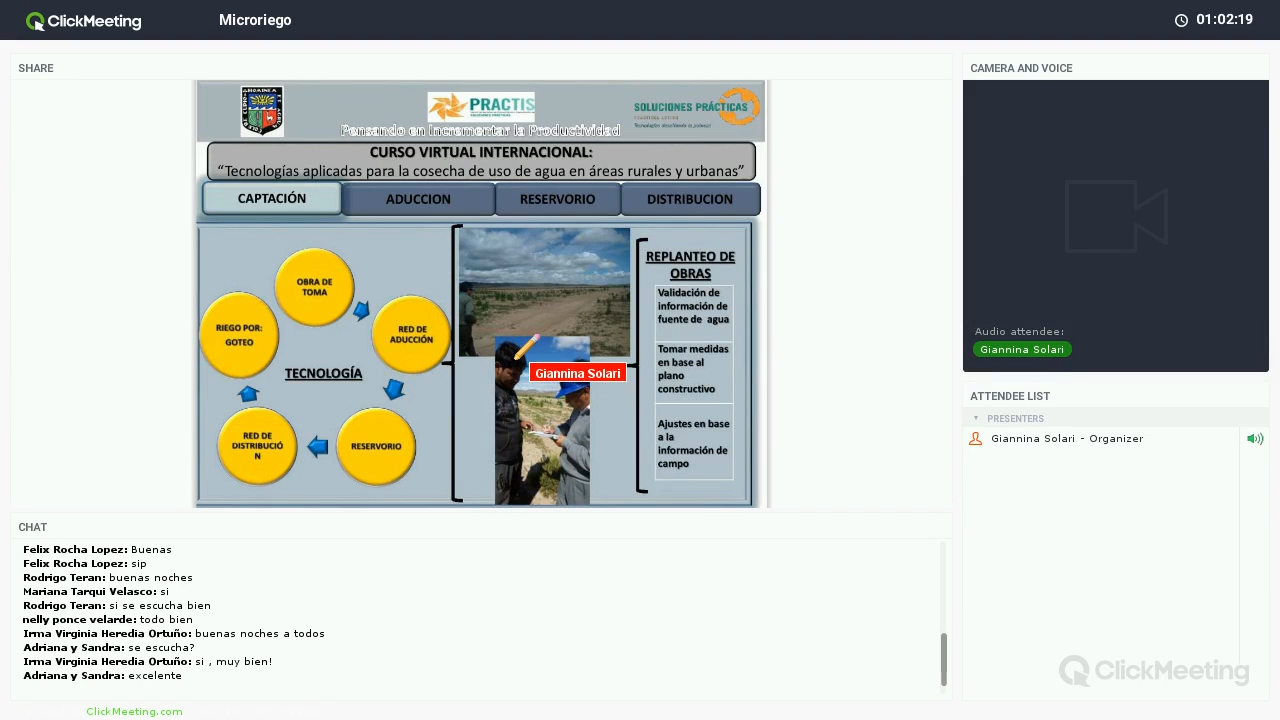 ClickMeeting
Microriego
01:02:19
SHARE
PRACTIS
SOLUCIONES PRÁCTICAS
Pensando en Incrementar la Productividad
CURSO VIRTUAL INTERNACIONAL:
“Tecnologías aplicadas para la cosecha de uso de agua en áreas rurales y urbanas”
CAPTACIÓN
ADUCCION
RESERVORIO
DISTRIBUCION
OBRA DE
TOMA
RED DE
ADUCCIÓN
RESERVORIO
RED DE
DISTRIBUCIÓ
N
RIEGO POR:
GOTEO
TECNOLOGÍA
Giannina Solari
REPLANTEO DE
OBRAS
Validación de
información de
fuente de agua
Tomar medidas
en base al
plano
constructivo
Ajustes en base
a la
información de
campo
CAMERA AND VOICE
Audio attendee:
Giannina Solari
ATTENDEE LIST
PRESENTERS
Giannina Solari - Organizer
CHAT
Felix Rocha Lopez: Buenas
Felix Rocha Lopez: sip
Rodrigo Teran: buenas noches
Mariana Tarqui Velasco: si
Rodrigo Teran: si se escucha bien
nelly ponce velarde: todo bien
Irma Virginia Heredia Ortuño: buenas noches a todos
Adriana y Sandra: se escucha?
Irma Virginia Heredia Ortuño: si , muy bien!
Adriana y Sandra: excelente
ClickMeeting
ClickMeeting.com